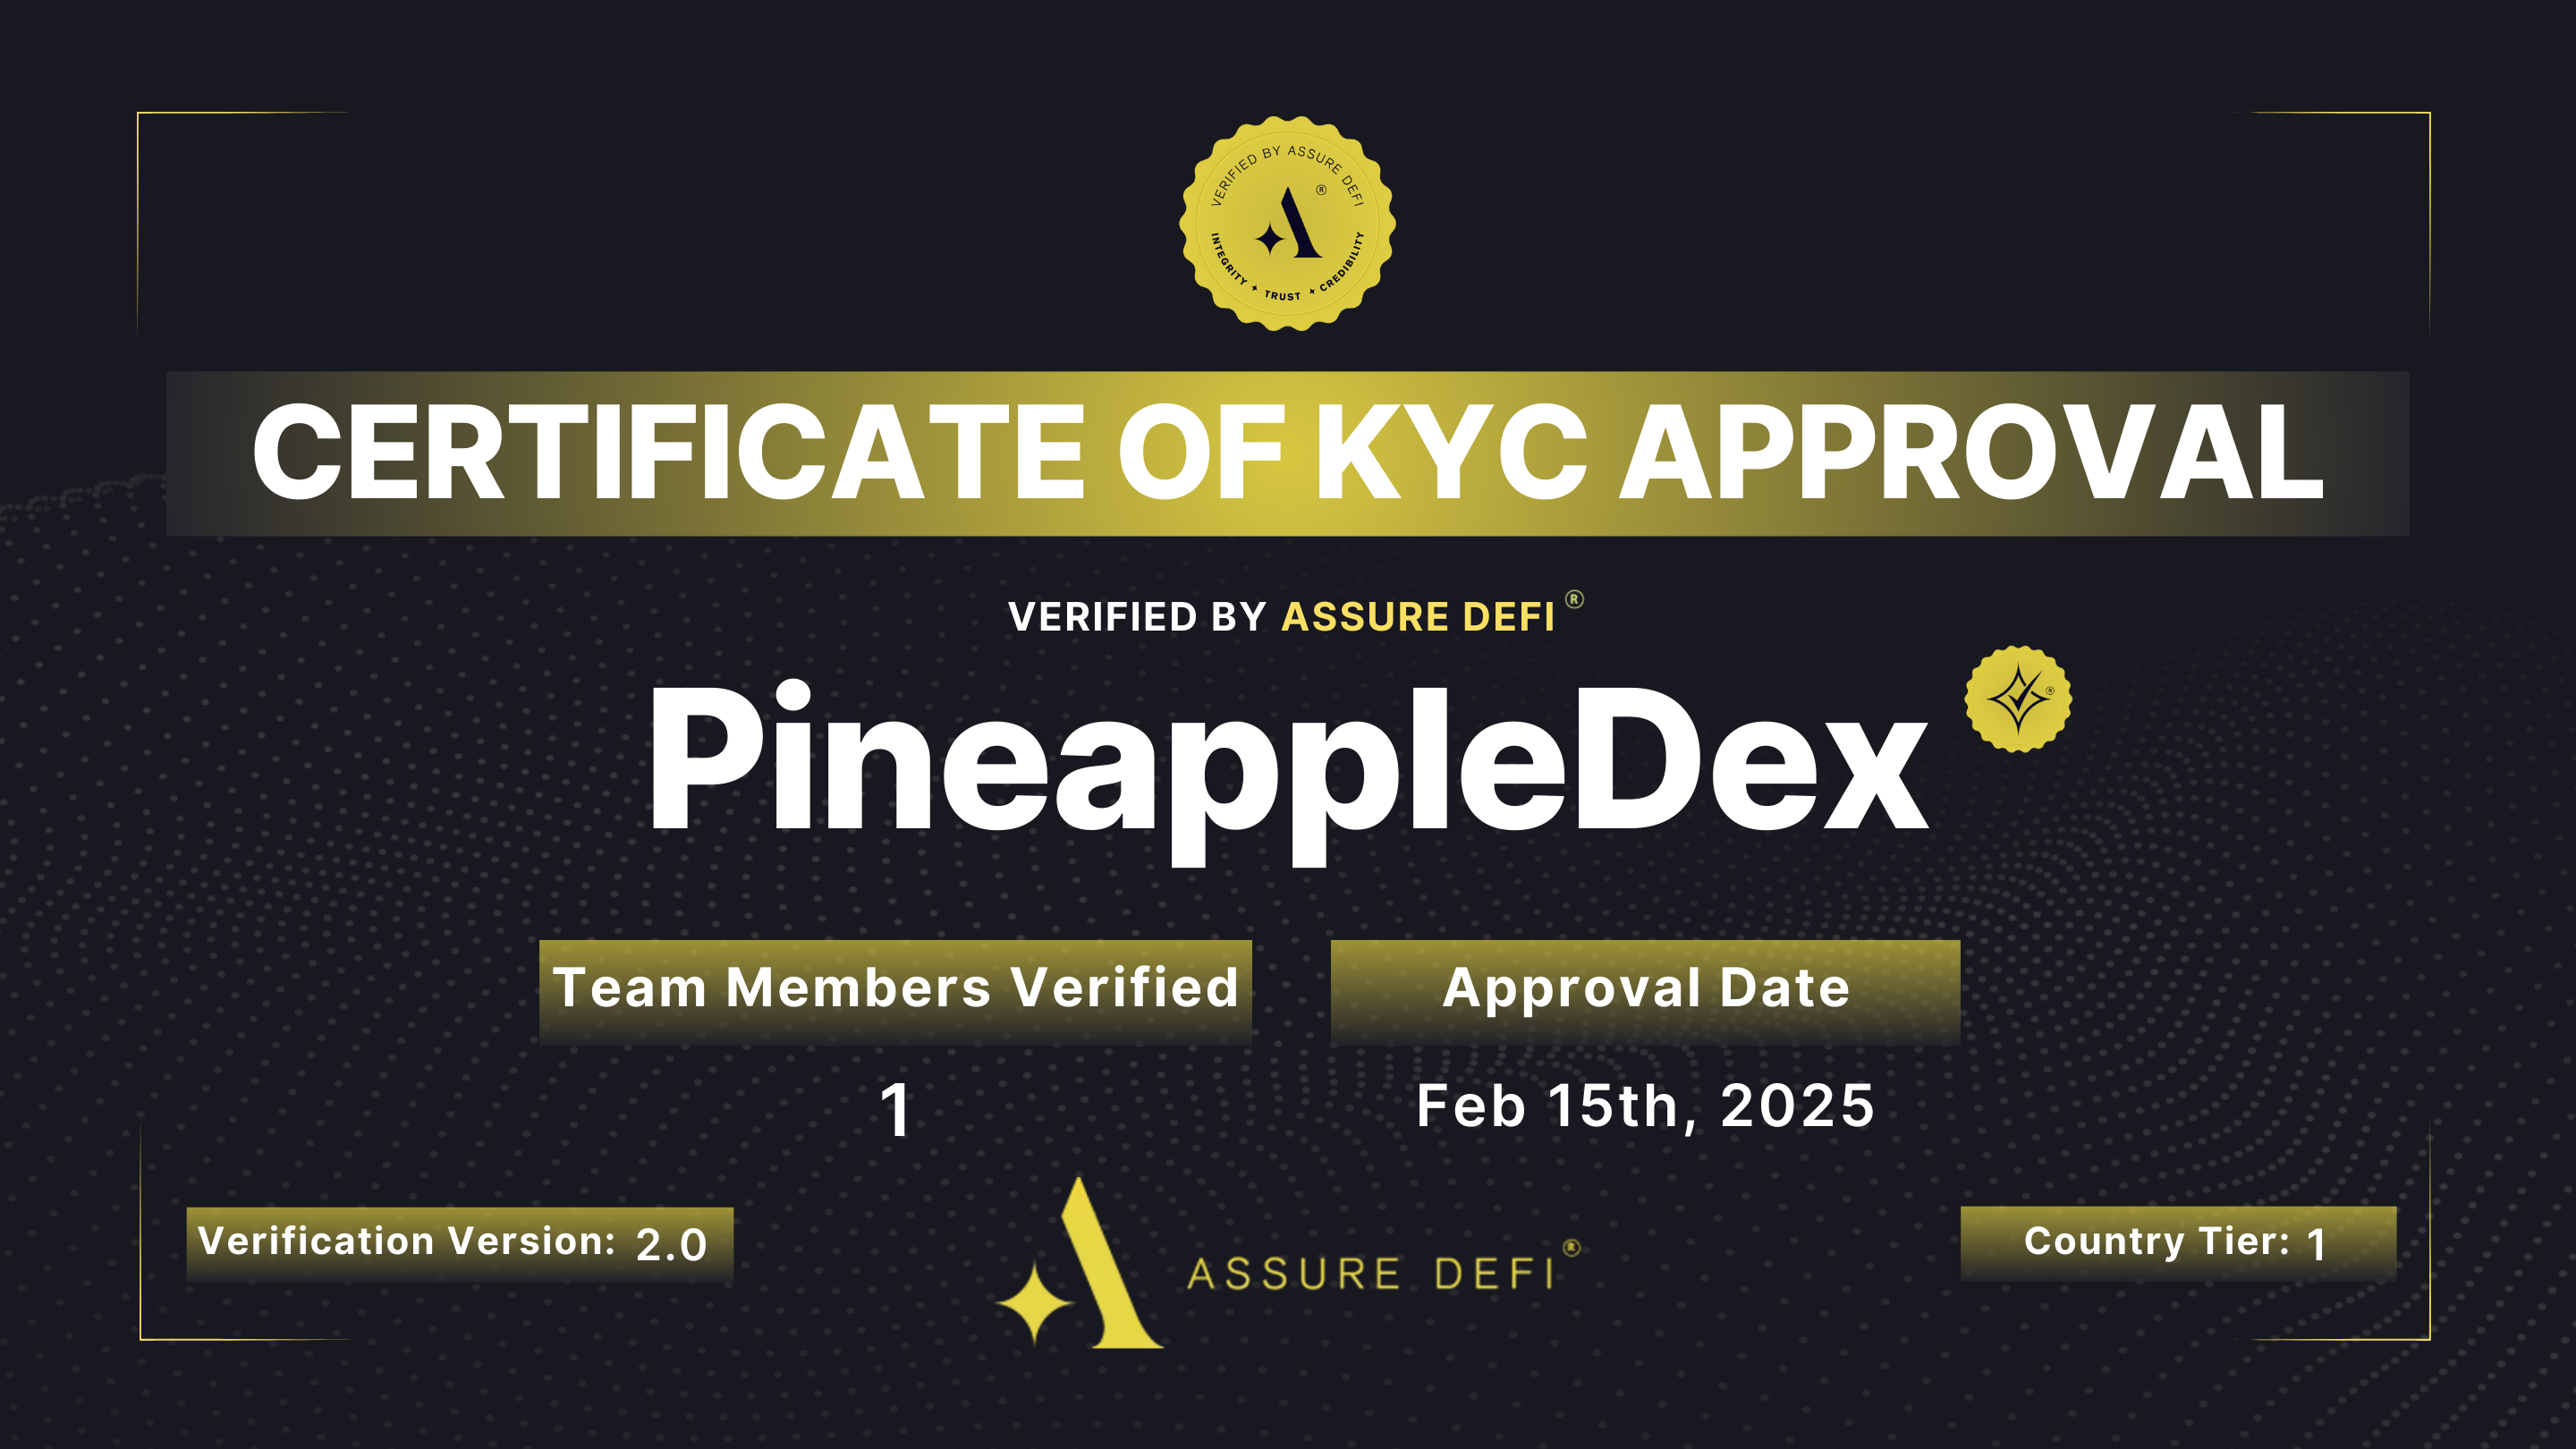 VERIFIED BY ASSURE DEFI
®
INTEGRITY ✦ TRUST ✦ CREDIBILITY
CERTIFICATE OF KYC APPROVAL
VERIFIED BY ASSURE DEFI ®
PineappleDex
®
Team Members Verified
Approval Date
1
Feb 15th, 2025
Verification Version: 2.0
ASSURE DEFI ®
Country Tier: 1